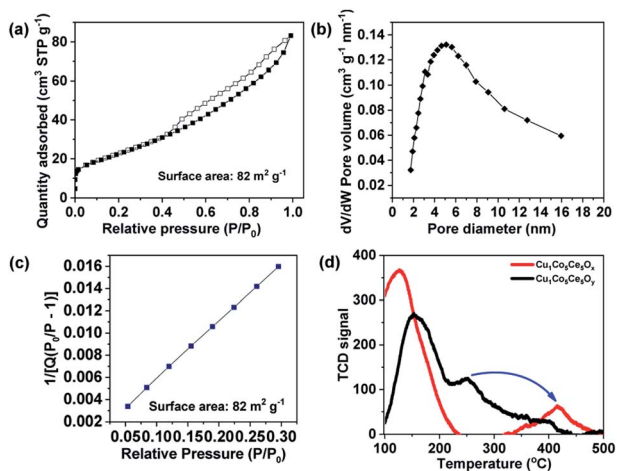 (a)
Quantity adsorbed (cm³ STP g⁻¹)
80
60
40
20
0
Surface area: 82 m² g⁻¹
0.0 0.2 0.4 0.6 0.8 1.0
Relative pressure (P/P₀)
(b)
dV/dW Pore volume (cm³ g⁻¹ nm⁻¹)
0.14
0.12
0.10
0.08
0.06
0.04
0.02
0 2 4 6 8 10 12 14 16 18 20
Pore diameter (nm)
(c)
1/[Q(P₀/P - 1)]
0.016
0.014
0.012
0.010
0.008
0.006
0.004
0.002
Surface area: 82 m² g⁻¹
0.05 0.10 0.15 0.20 0.25 0.30
Relative Pressure (P/P₀)
(d)
TCD signal
400
300
200
100
0
Cu₁Co₅Ce₅Oₓ
Cu₁Co₅Ce₅Oᵧ
100 200 300 400 500
Temperature (°C)